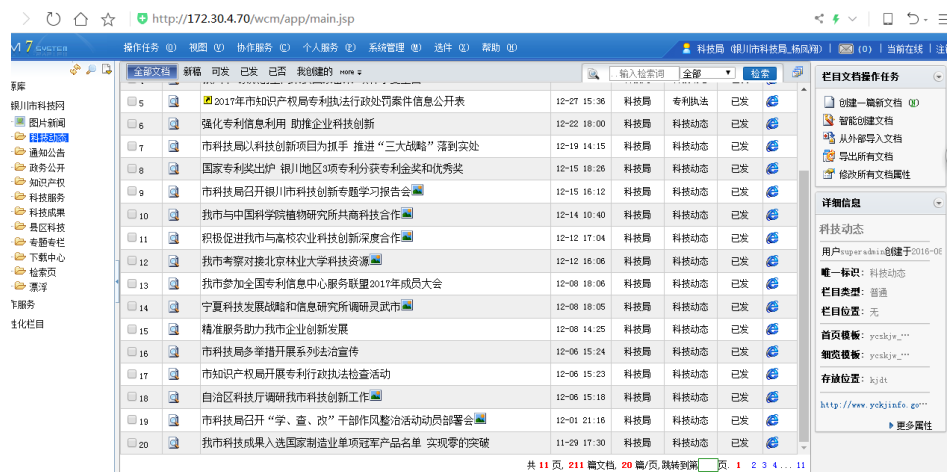 http://172.30.4.70/wcm/app/main.jsp
M 7 SYSTEM 操作任务 (O) 视图 (V) 协作服务 (C) 个人服务 (P) 系统管理 (M) 选件 (L) 帮助 (H) 科技局 (银川市科技局_杨凤翔) (0) 当前在线
全部文档 新稿 可发 已发 已否 我创建的 MORE 输入检索词 全部 检索
银川市科技网
图片新闻
科技动态
通知公告
政务公开
知识产权
科技服务
科技成果
县区科技
专题专栏
下载中心
检索页
漂浮
性化栏目
5 2017年市知识产权局专利执法行政处罚案件信息公开表 12-27 15:36 科技局 专利执法 已发
6 强化专利信息利用 助推企业科技创新 12-22 18:00 科技局 科技动态 已发
7 市科技局以科技创新项目为抓手 推进“三大战略”落到实处 12-19 14:15 科技局 科技动态 已发
8 国家专利奖出炉 银川地区3项专利分获专利金奖和优秀奖 12-15 18:26 科技局 科技动态 已发
9 市科技局召开银川市科技创新专题学习报告会 12-15 16:12 科技局 科技动态 已发
10 我市与中国科学院植物研究所共商科技合作 12-14 10:40 科技局 科技动态 已发
11 积极促进我市与高校农业科技创新深度合作 12-12 17:04 科技局 科技动态 已发
12 我市考察对接北京林业大学科技资源 12-12 16:06 科技局 科技动态 已发
13 我市参加全国专利信息中心服务联盟2017年成员大会 12-08 18:06 科技局 科技动态 已发
14 宁夏科技发展战略和信息研究所调研灵武市 12-08 18:05 科技局 科技动态 已发
15 精准服务助力我市企业创新发展 12-08 14:25 科技局 科技动态 已发
16 市科技局多举措开展系列法治宣传 12-06 15:24 科技局 科技动态 已发
17 市知识产权局开展专利行政执法检查活动 12-06 15:23 科技局 科技动态 已发
18 自治区科技厅调研我市科技创新工作 12-06 15:18 科技局 科技动态 已发
19 市科技局召开“学、查、改”干部作风整治活动动员部署会 12-01 21:16 科技局 科技动态 已发
20 我市科技成果入选国家制造业单项冠军产品名单 实现零的突破 11-29 17:30 科技局 科技动态 已发
共 11 页, 211 篇文档, 20 篇/页,跳转到第 页. 1 2 3 4... 11
栏目文档操作任务
创建一篇新文档 (N)
智能创建文档
从外部导入文档
导出所有文档
修改所有文档属性
详细信息
科技动态
用户superadmin创建于2016-08
唯一标识: 科技动态
栏目类型: 普通
栏目位置: 无
首页模板: ycskjw_…
细览模板: ycskjw_…
存放位置: kjdt
http://www.yckjinfo.go…
更多属性